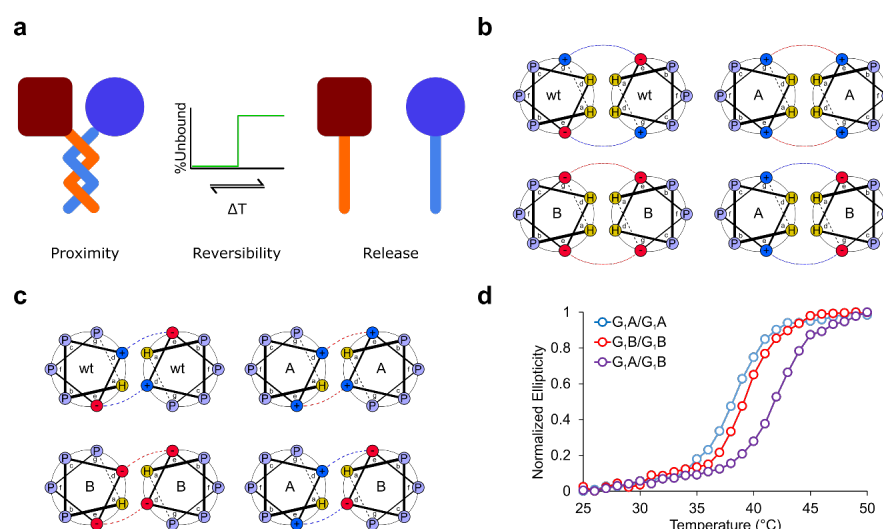 a
%Unbound
ΔT
Proximity
Reversibility
Release
b
P + - P + + P
c g e b c g g c
P H H P P H H P
f wt d d wt f f A d d A f
P H H P P H H P
b e a a g c b e a a e b
P - + P P + + P
P - - P P + - P
c g g c c g g c
P H H P P H H P
f B d d B f f A d d B f
P H H P P H H P
b e a a e b b e a a e b
P - - P P + - P
c
P P - P P P + P
P + H P P + H P
wt wt A A
P H + P P H + P
P - P P P + P P
P P - P P P - P
P - H P P + H P
B B A B
P H - P P H - P
P - P P P + P P
d
G₁A/G₁A
G₁B/G₁B
G₁A/G₁B
Normalized Ellipticity
1
0.8
0.6
0.4
0.2
0
25 30 35 40 45 50
Temperature (°C)